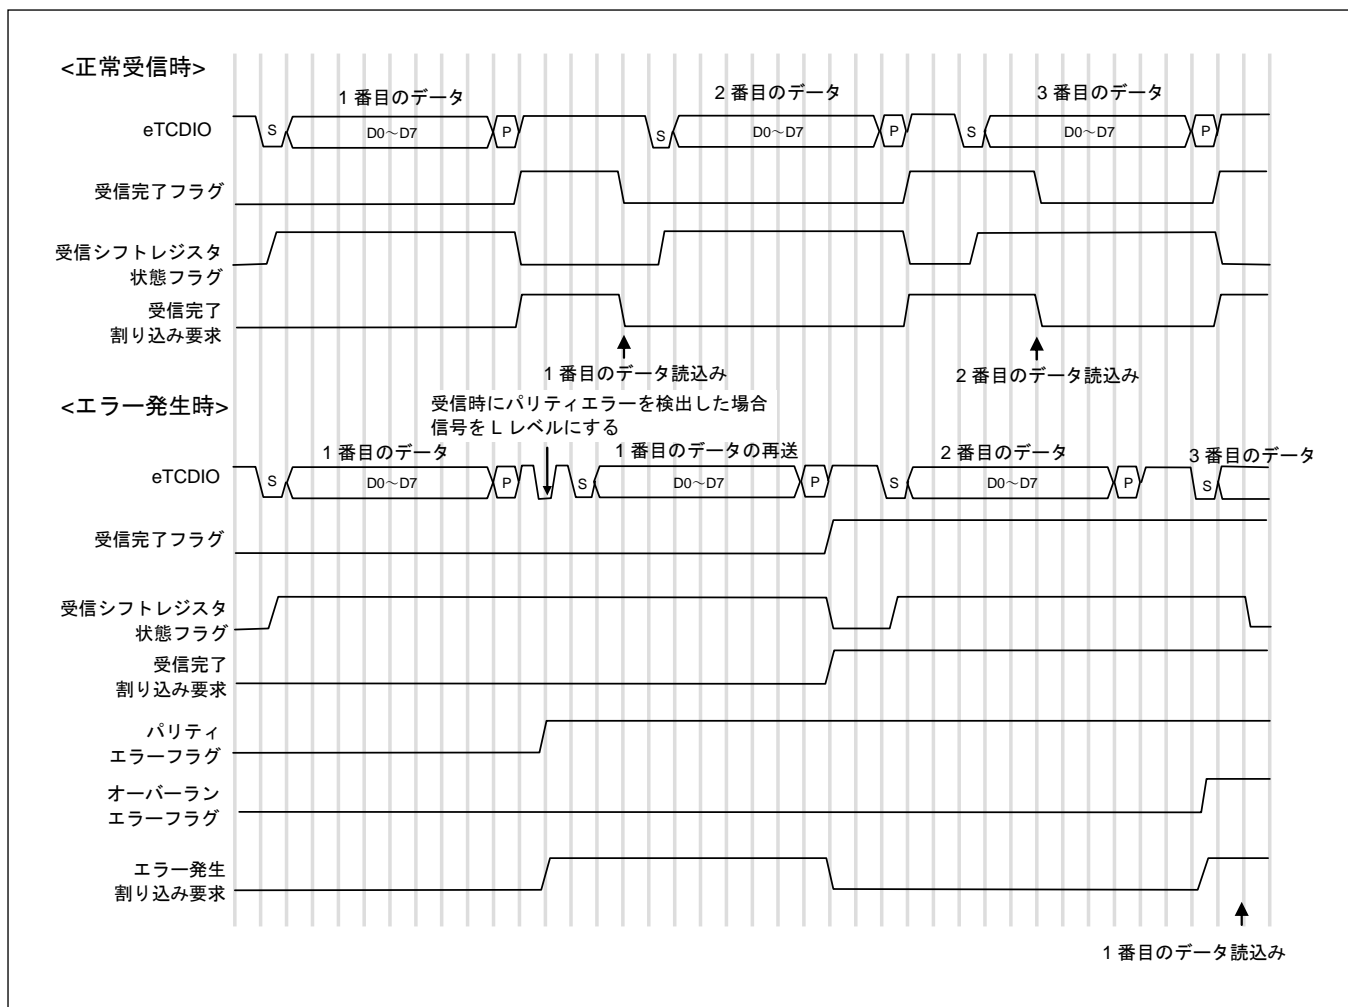 <正常受信時>
1 番目のデータ
2 番目のデータ
3 番目のデータ
eTCDIO
S
D0～D7
P
S
D0～D7
P
S
D0～D7
P
受信完了フラグ
受信シフトレジスタ
状態フラグ
受信完了
割り込み要求
1 番目のデータ読込み
2 番目のデータ読込み
<エラー発生時>
受信時にパリティエラーを検出した場合
信号を L レベルにする
1 番目のデータ
1 番目のデータの再送
2 番目のデータ
3 番目のデータ
eTCDIO
S
D0～D7
P
S
D0～D7
P
S
D0～D7
P
S
受信完了フラグ
受信シフトレジスタ
状態フラグ
受信完了
割り込み要求
パリティ
エラーフラグ
オーバーラン
エラーフラグ
エラー発生
割り込み要求
1 番目のデータ読込み